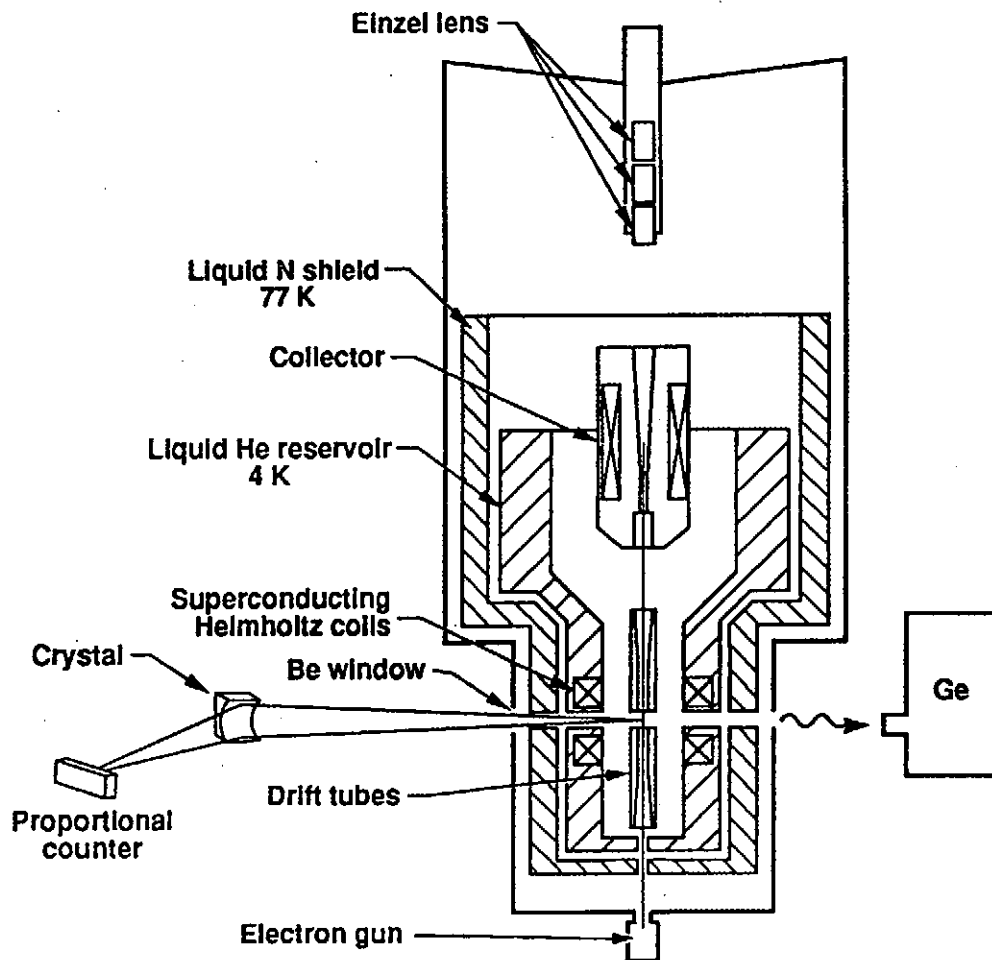 Einzel lens
Liquid N shield
77 K
Collector
Liquid He reservoir
4 K
Superconducting
Helmholtz coils
Crystal
Be window
Ge
Drift tubes
Proportional
counter
Electron gun